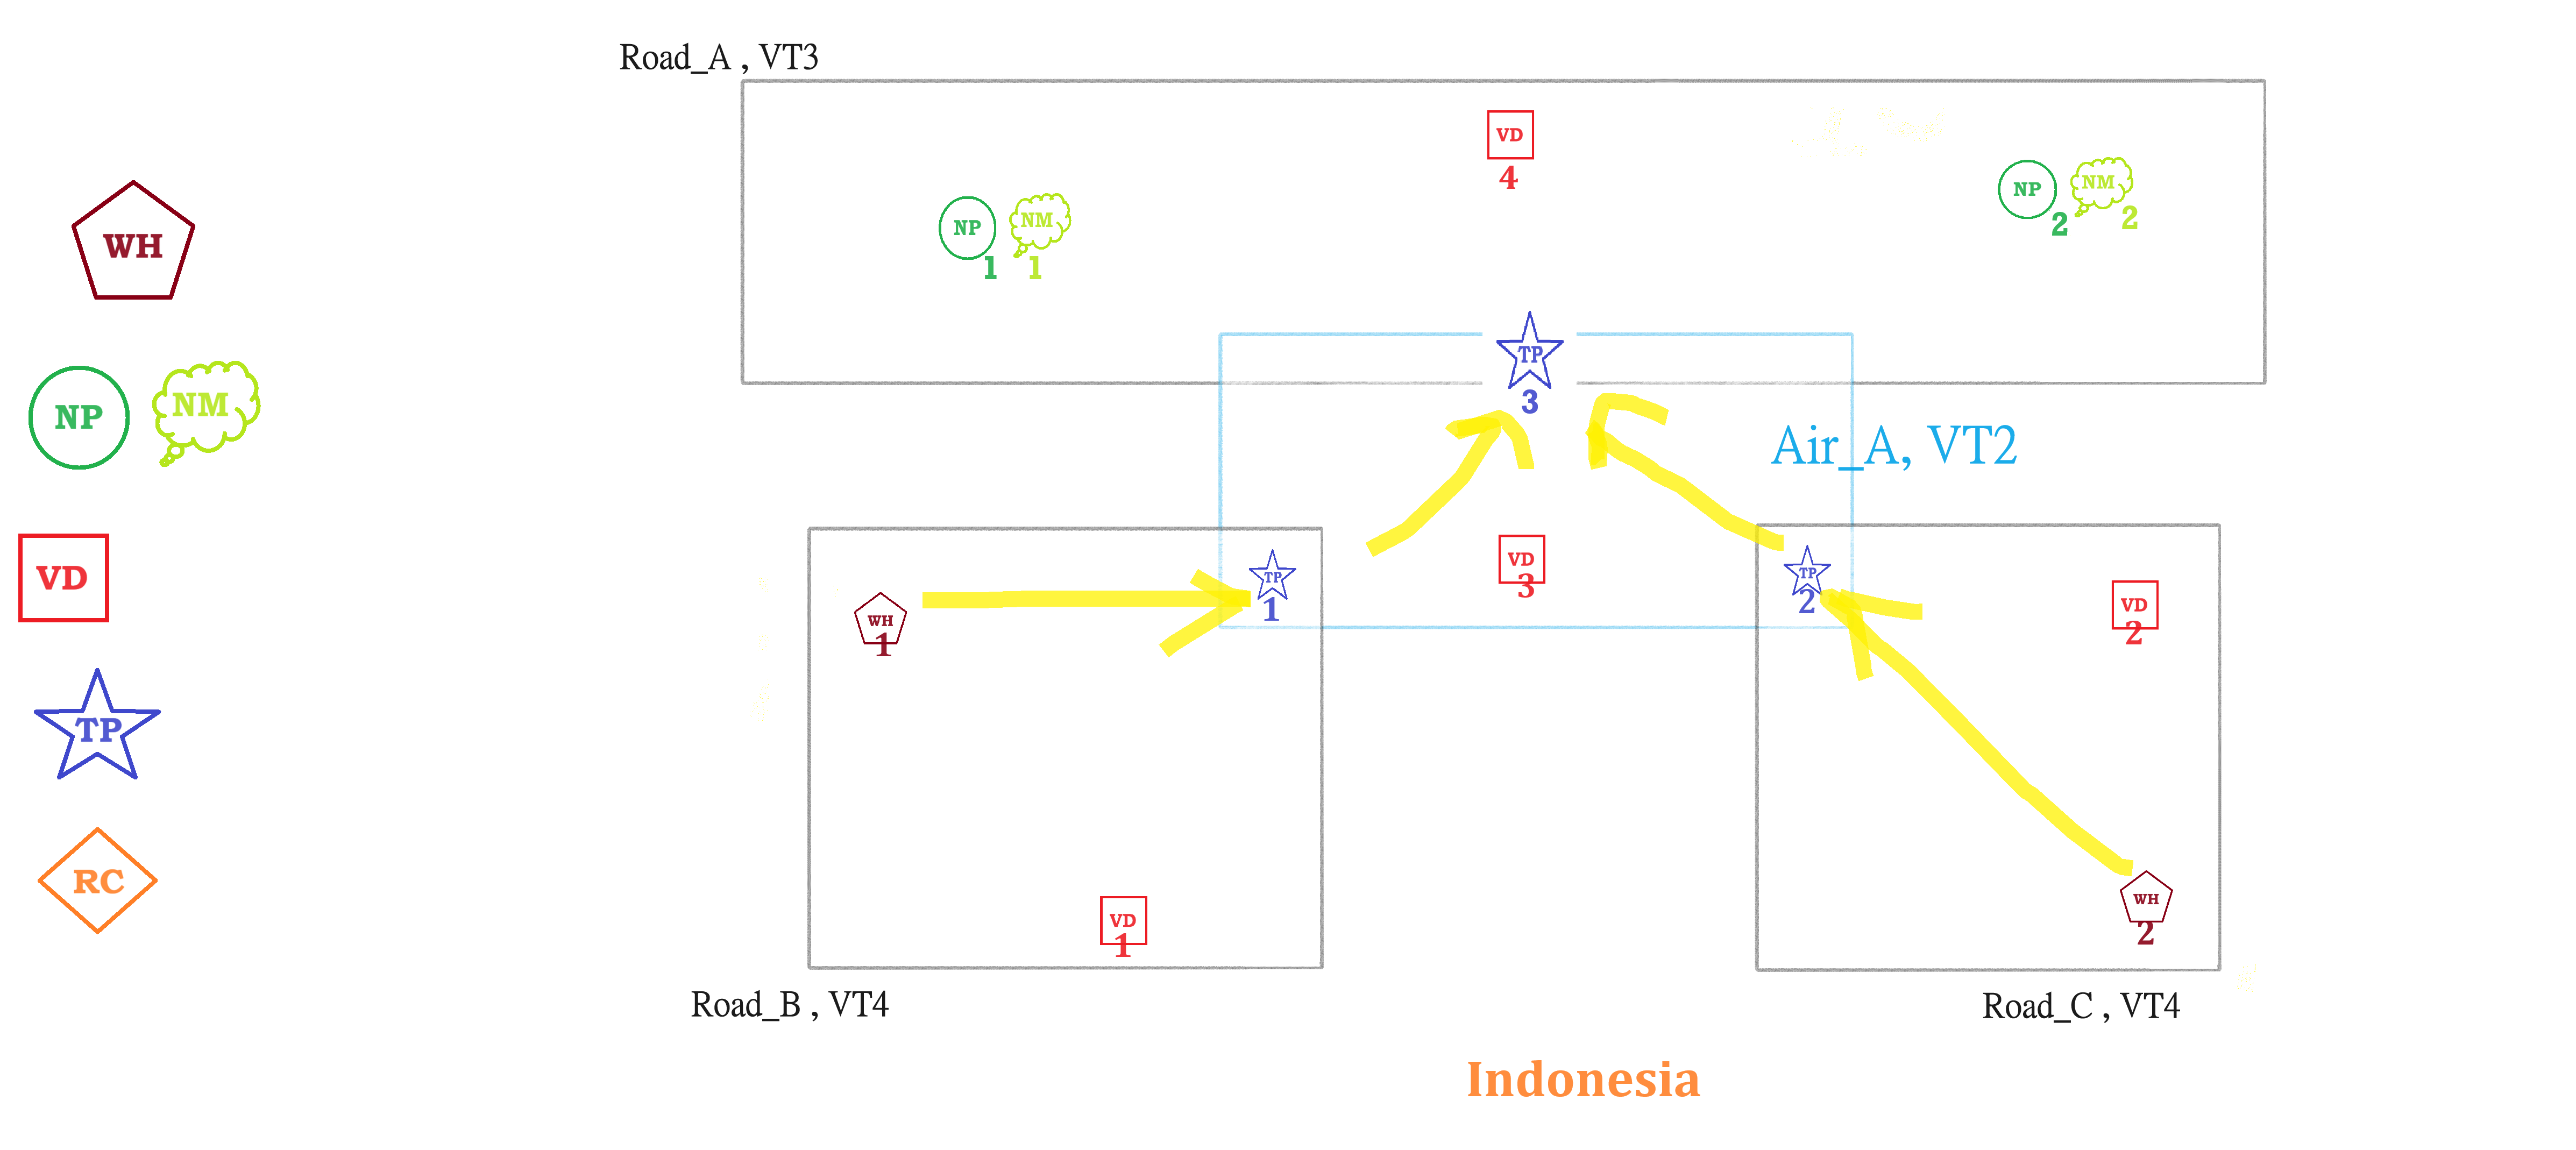 WH
NP
NM
VD
TP
RC
Road_A , VT3
VD
4
NP
1
NM
1
NP
2
NM
2
TP
3
Air_A, VT2
WH
1
TP
1
VD
3
TP
2
VD
2
VD
1
WH
2
Road_B , VT4
Road_C , VT4
Indonesia